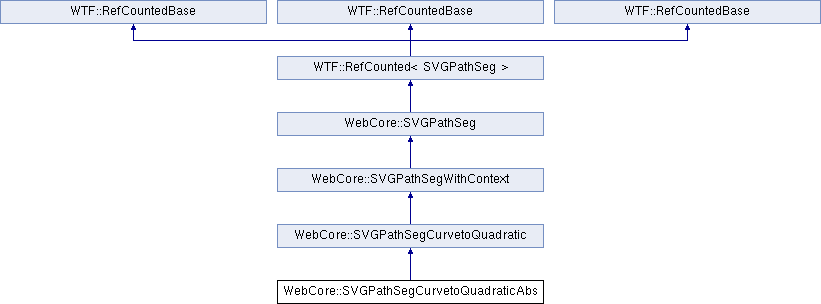 WTF::RefCountedBase
WTF::RefCountedBase
WTF::RefCountedBase
WTF::RefCounted< SVGPathSeg >
WebCore::SVGPathSeg
WebCore::SVGPathSegWithContext
WebCore::SVGPathSegCurvetoQuadratic
WebCore::SVGPathSegCurvetoQuadraticAbs